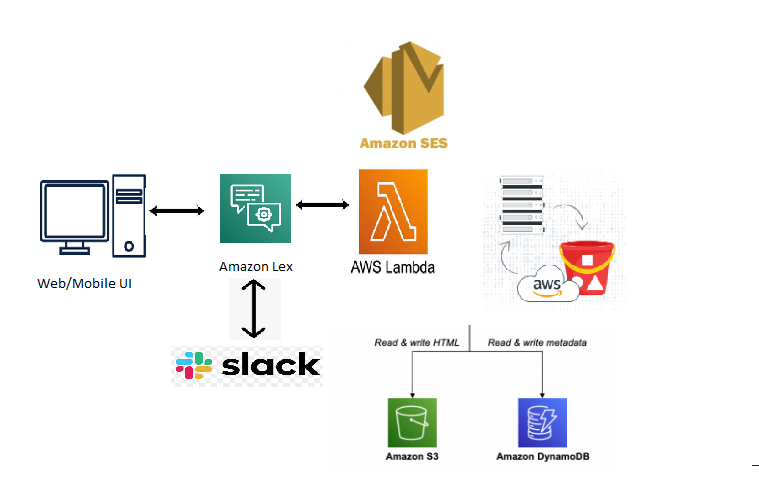 Amazon SES
Web/Mobile UI
Amazon Lex
AWS Lambda
aws
slack
Read & write HTML
Read & write metadata
Amazon S3
Amazon DynamoDB